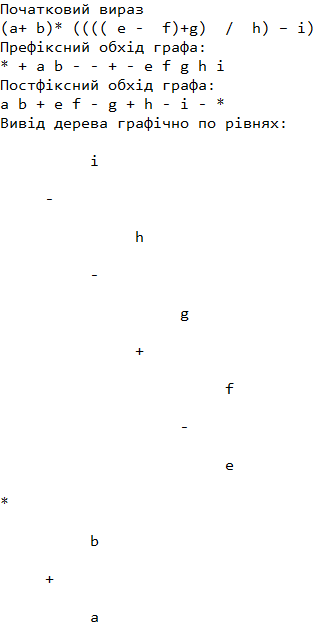 Початковий вираз
(a+ b)* (((( e -  f)+g)  /  h) – i)
Префіксний обхід графа:
* + a b - - + - e f g h i
Постфіксний обхід графа:
a b + e f - g + h - i - *
Вивід дерева графічно по рівнях:
i
-
h
-
g
+
f
-
e
*
b
+
a